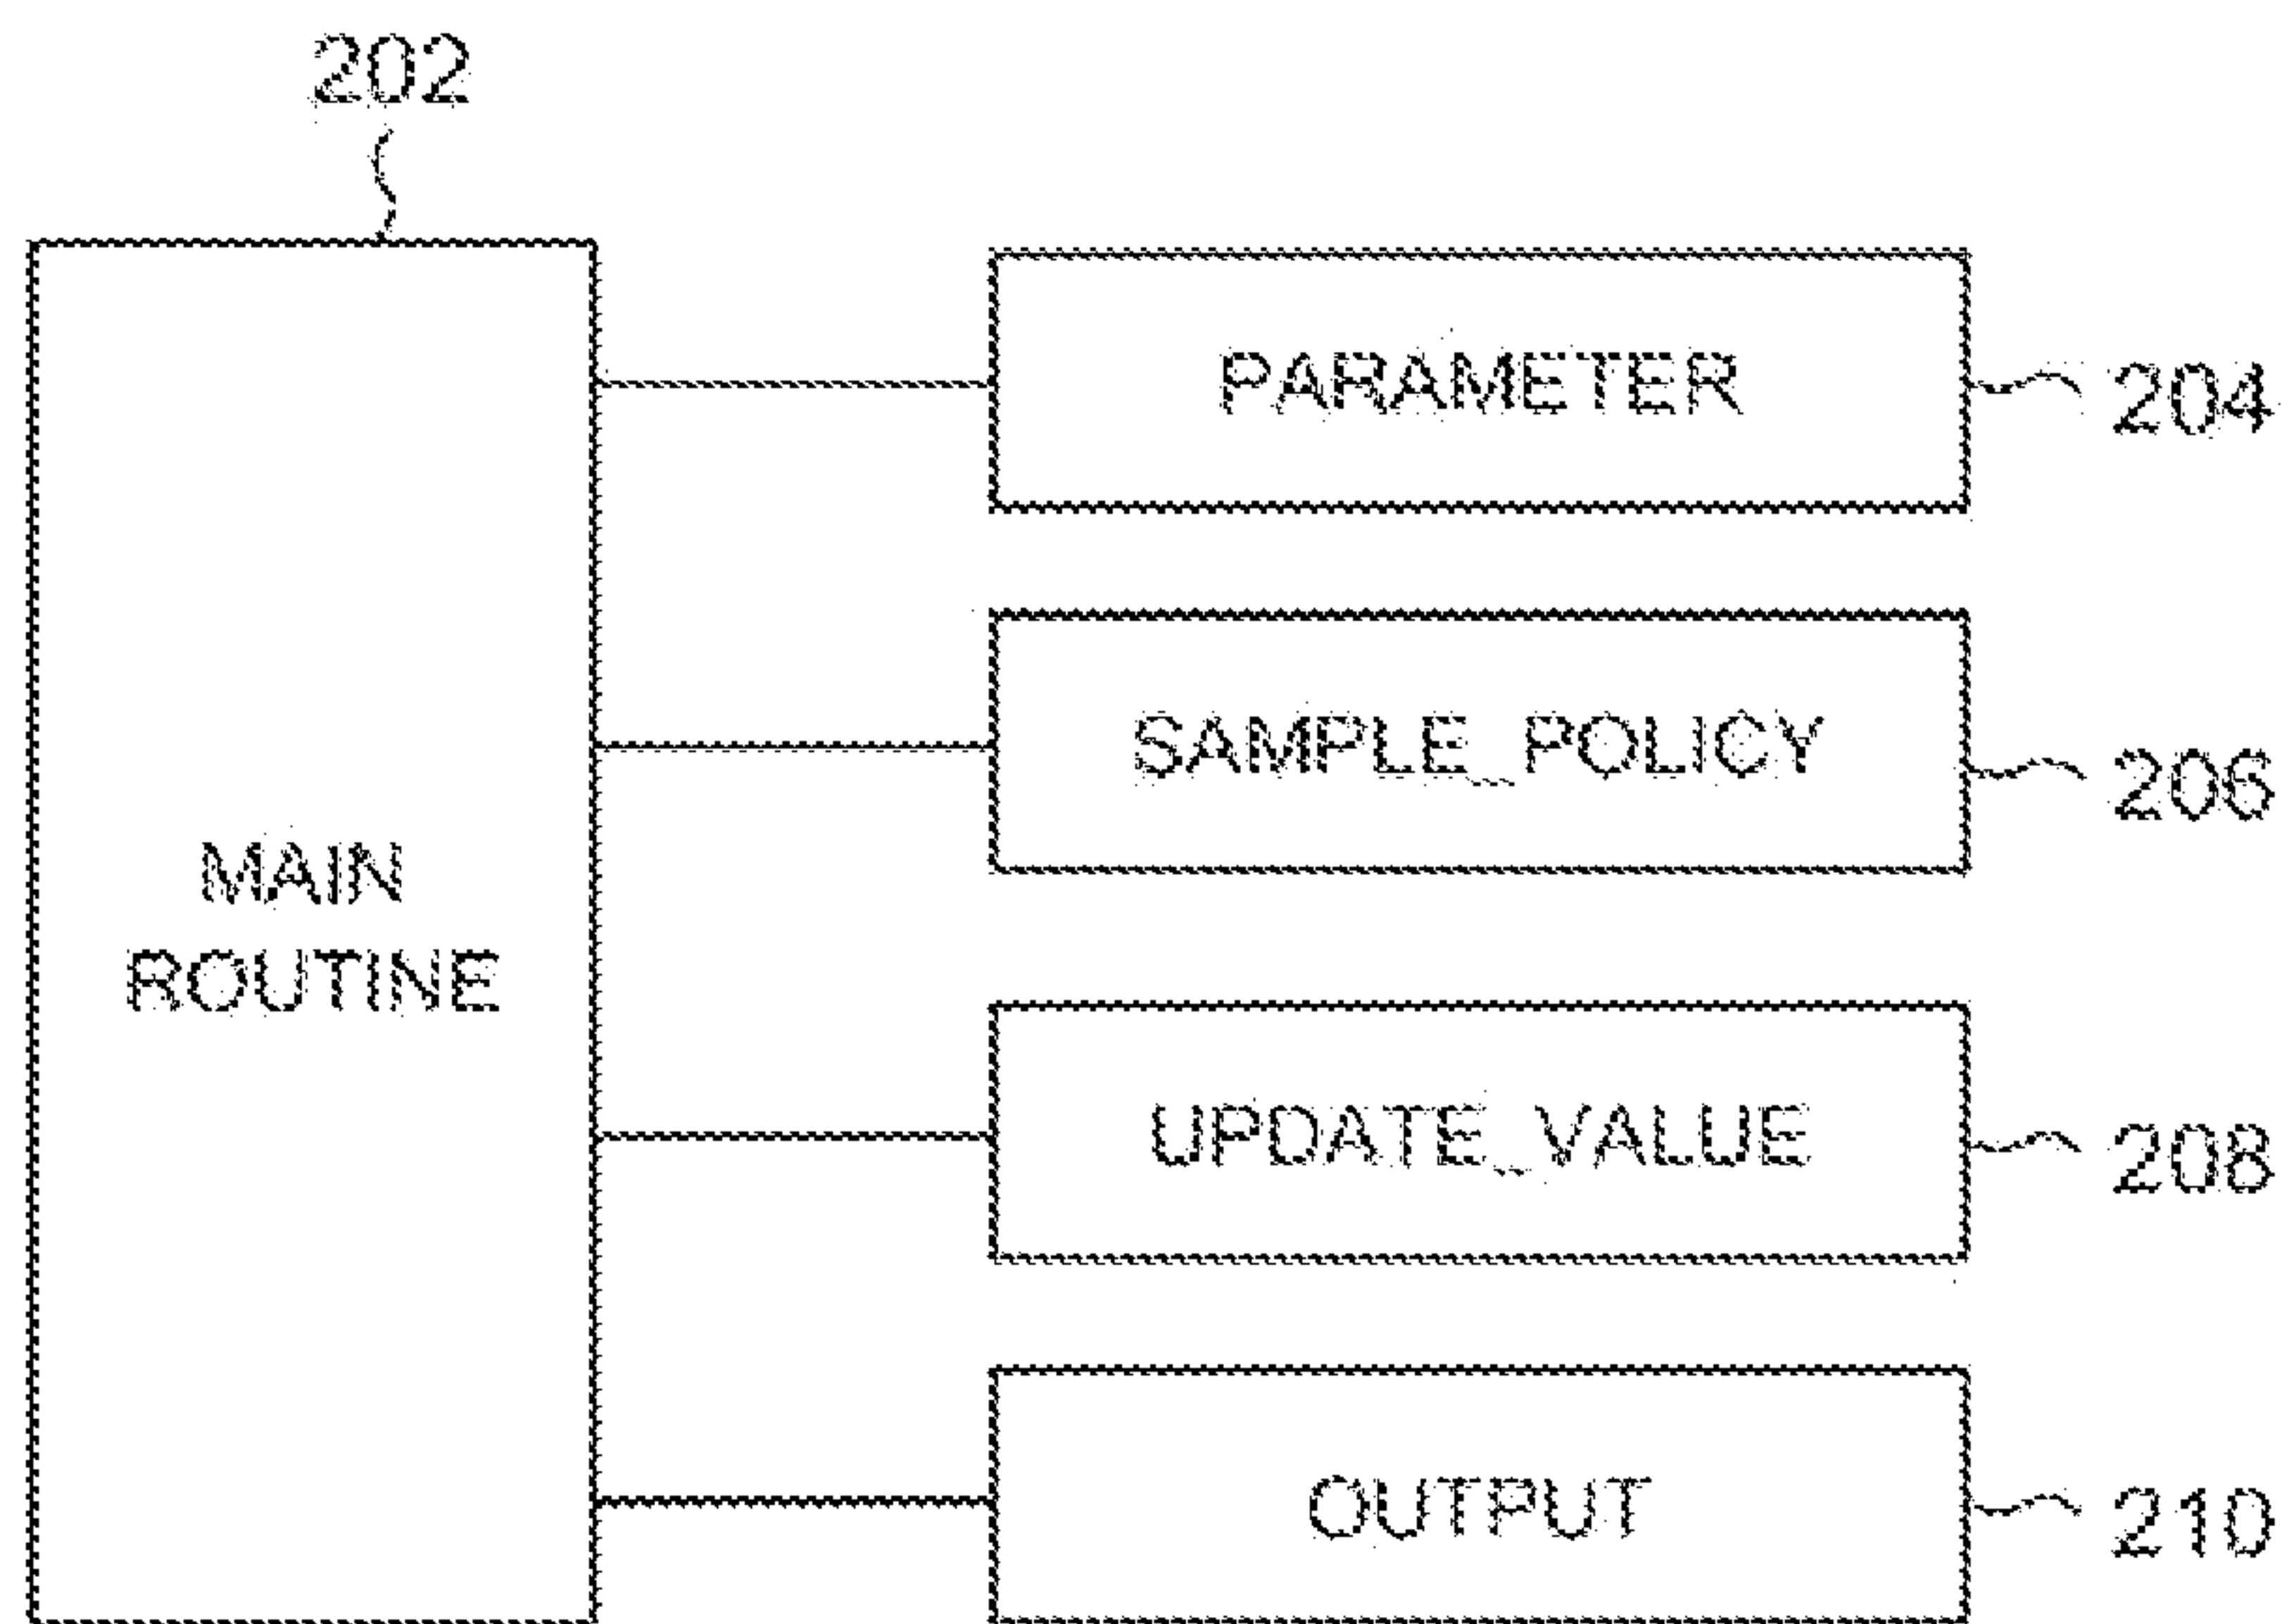 202
PARAMETER
204
SAMPLE_POLICY
206
MAIN
ROUTINE
UPDATE_VALUE
208
OUTPUT
210